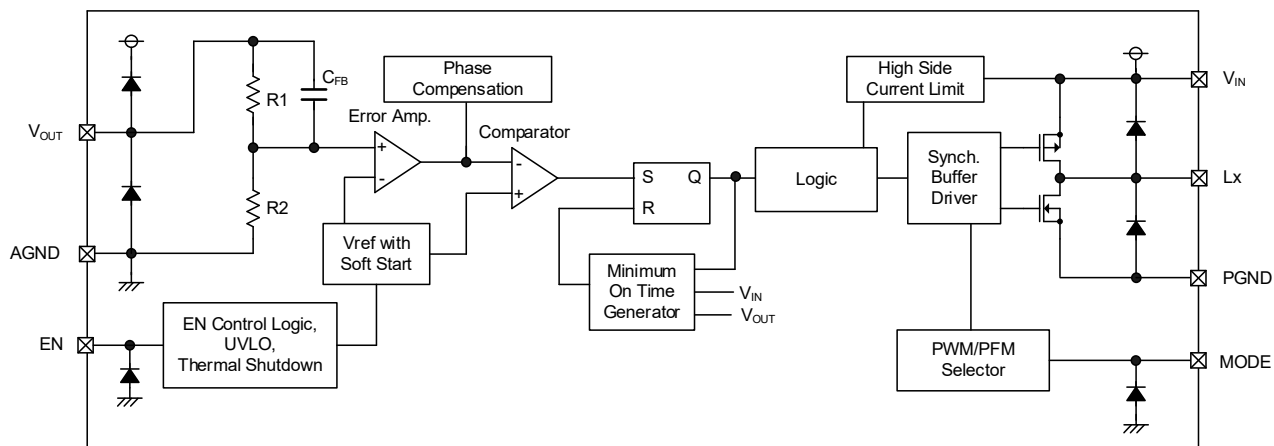 V_OUT
AGND
EN
R1
C_FB
R2
Error Amp.
+
-
Phase
Compensation
Comparator
-
+
Vref with
Soft Start
EN Control Logic,
UVLO,
Thermal Shutdown
S Q
R
Minimum
On Time
Generator
V_IN
V_OUT
Logic
High Side
Current Limit
Synch.
Buffer
Driver
PWM/PFM
Selector
V_IN
Lx
PGND
MODE